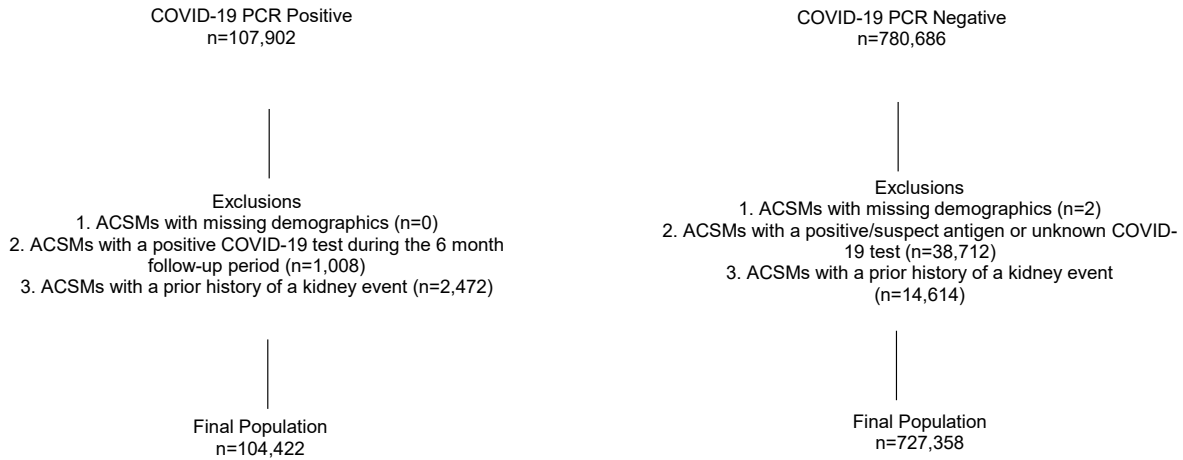 COVID-19 PCR Positive
n=107,902
Exclusions
1. ACSMs with missing demographics (n=0)
2. ACSMs with a positive COVID-19 test during the 6 month
follow-up period (n=1,008)
3. ACSMs with a prior history of a kidney event (n=2,472)
Final Population
n=104,422
COVID-19 PCR Negative
n=780,686
Exclusions
1. ACSMs with missing demographics (n=2)
2. ACSMs with a positive/suspect antigen or unknown COVID-
19 test (n=38,712)
3. ACSMs with a prior history of a kidney event
(n=14,614)
Final Population
n=727,358